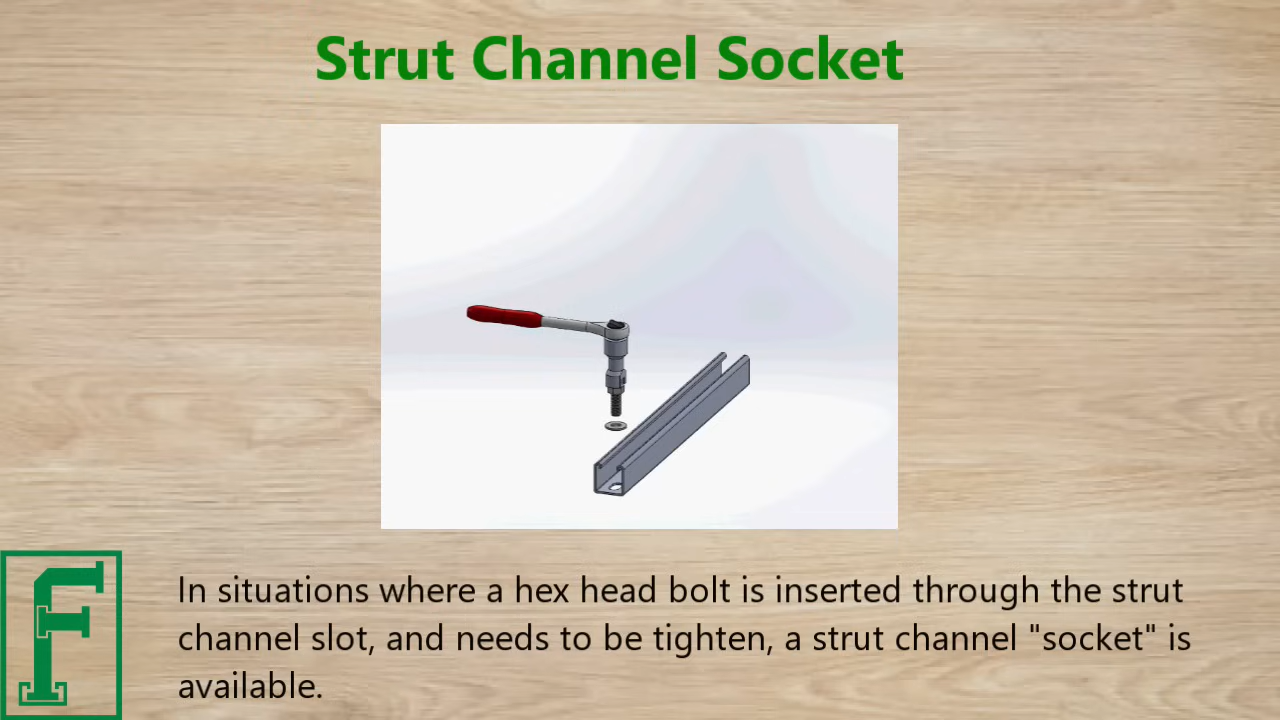 Strut Channel Socket
In situations where a hex head bolt is inserted through the strut
channel slot, and needs to be tighten, a strut channel "socket" is
available.
F